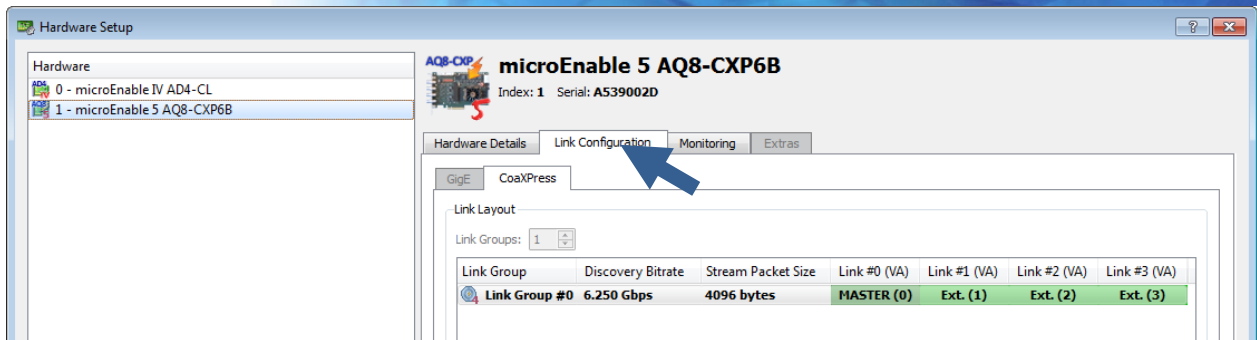 Hardware Setup
Hardware
0 - microEnable IV AD4-CL
1 - microEnable 5 AQ8-CXP6B
AQ8-CXP
microEnable 5 AQ8-CXP6B
Index: 1 Serial: A539002D
5
Hardware Details Link Configuration Monitoring Extras
GigE CoaXPress
Link Layout
Link Groups: 1
Link Group Discovery Bitrate Stream Packet Size Link #0 (VA) Link #1 (VA) Link #2 (VA) Link #3 (VA)
Link Group #0 6.250 Gbps 4096 bytes MASTER (0) Ext. (1) Ext. (2) Ext. (3)